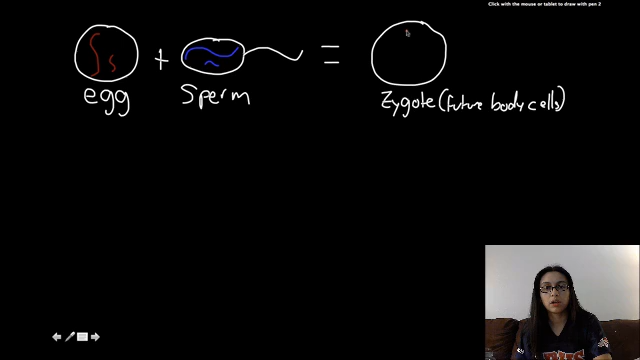 Click with the mouse or tablet to draw with pen 2
+ =
egg sperm zygote (future body cells)